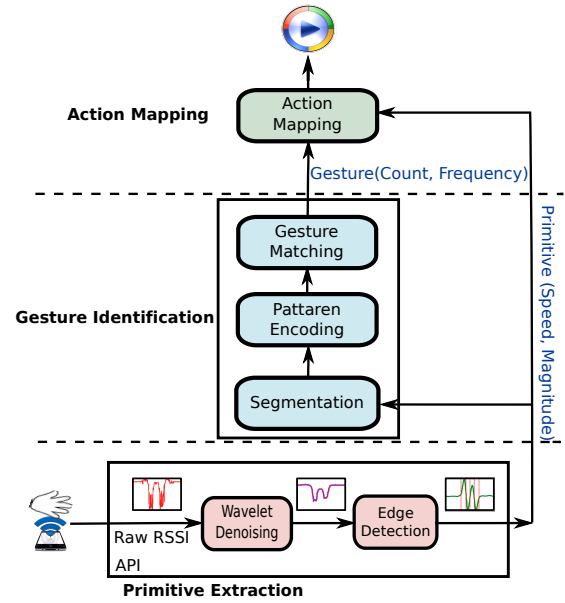 Action Mapping
Action
Mapping
Gesture(Count, Frequency)
Gesture Identification
Gesture
Matching
Pattaren
Encoding
Segmentation
Primitive (Speed, Magnitude)
Raw RSSI
Wavelet
Denoising
Edge
Detection
API
Primitive Extraction